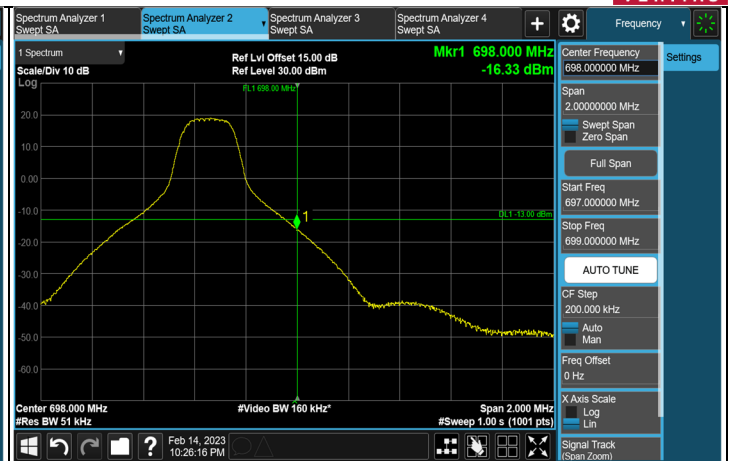 Spectrum Analyzer 1
Swept SA
Spectrum Analyzer 2
Swept SA
Spectrum Analyzer 3
Swept SA
Spectrum Analyzer 4
Swept SA
+
Frequency
1 Spectrum
Scale/Div 10 dB
Log
Ref Lvl Offset 15.00 dB
Ref Level 30.00 dBm
Mkr1 698.000 MHz
-16.33 dBm
FL1 698.00 MHz
20.0
10.0
0.00
-10.0
-20.0
-30.0
-40.0
-50.0
-60.0
1
DL1 -13.00 dBm
Center 698.000 MHz
#Res BW 51 kHz
#Video BW 160 kHz*
Span 2.000 MHz
#Sweep 1.00 s (1001 pts)
Center Frequency
698.000000 MHz
Settings
Span
2.00000000 MHz
Swept Span
Zero Span
Full Span
Start Freq
697.000000 MHz
Stop Freq
699.000000 MHz
AUTO TUNE
CF Step
200.000 kHz
Auto
Man
Freq Offset
0 Hz
X Axis Scale
Log
Lin
Signal Track
(Span Zoom)
?
Feb 14, 2023
10:26:16 PM